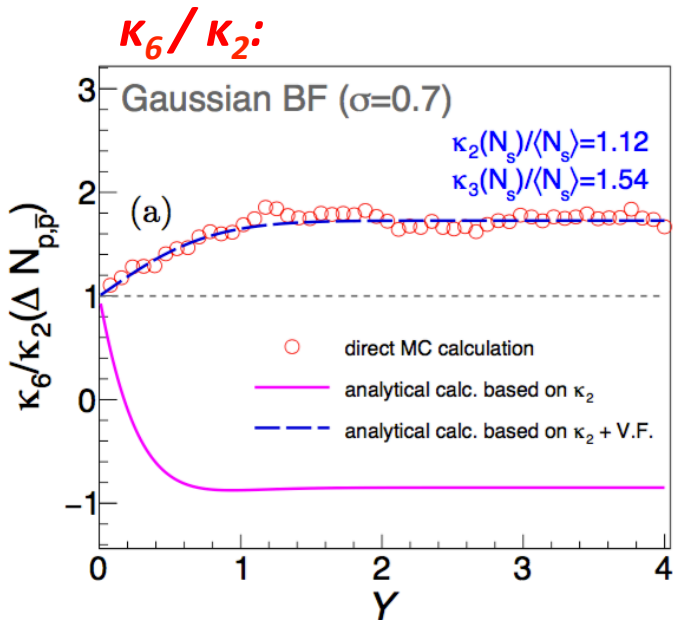 κ₆ / κ₂:
Gaussian BF (σ=0.7)
κ₂(Nₛ)/⟨Nₛ⟩=1.12
κ₃(Nₛ)/⟨Nₛ⟩=1.54
(a)
direct MC calculation
analytical calc. based on κ₂
analytical calc. based on κ₂ + V.F.
κ₆/κ₂(Δ N_{p,p̅})
3
2
1
0
−1
0 1 2 3 4
Y